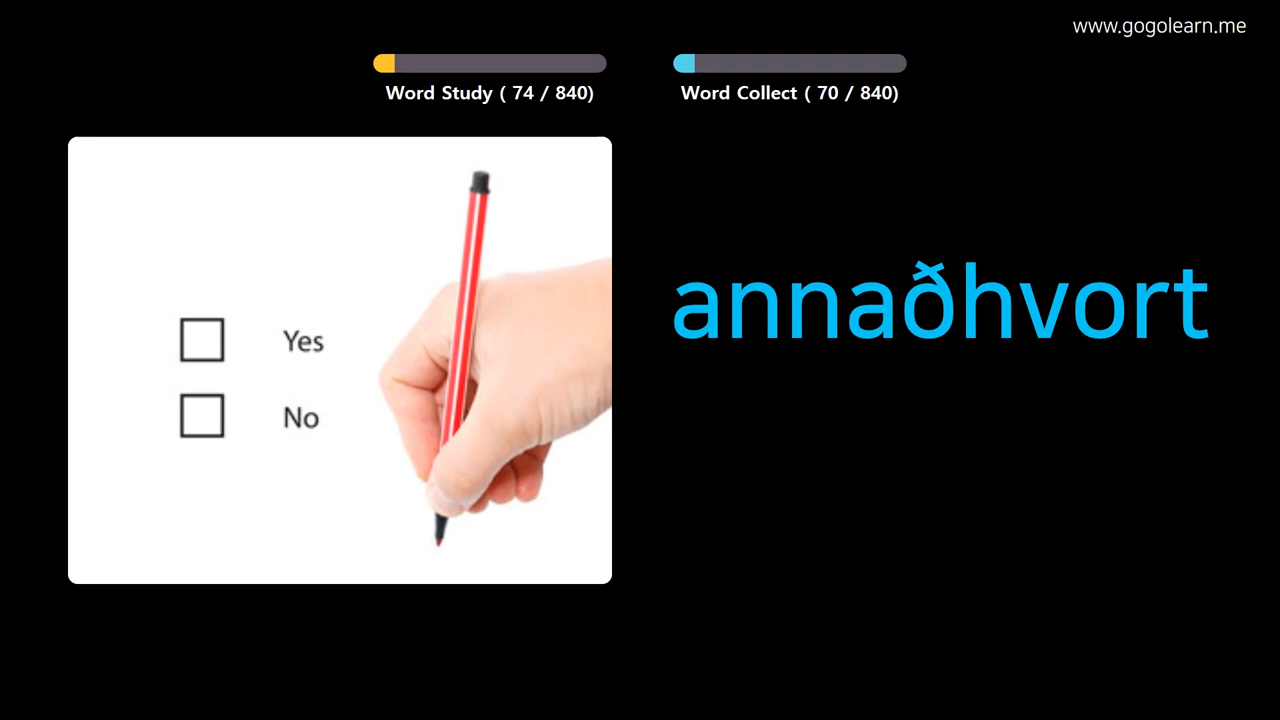 www.gogolearn.me
Word Study ( 74 / 840)
Word Collect ( 70 / 840)
annaðhvort
Yes
No